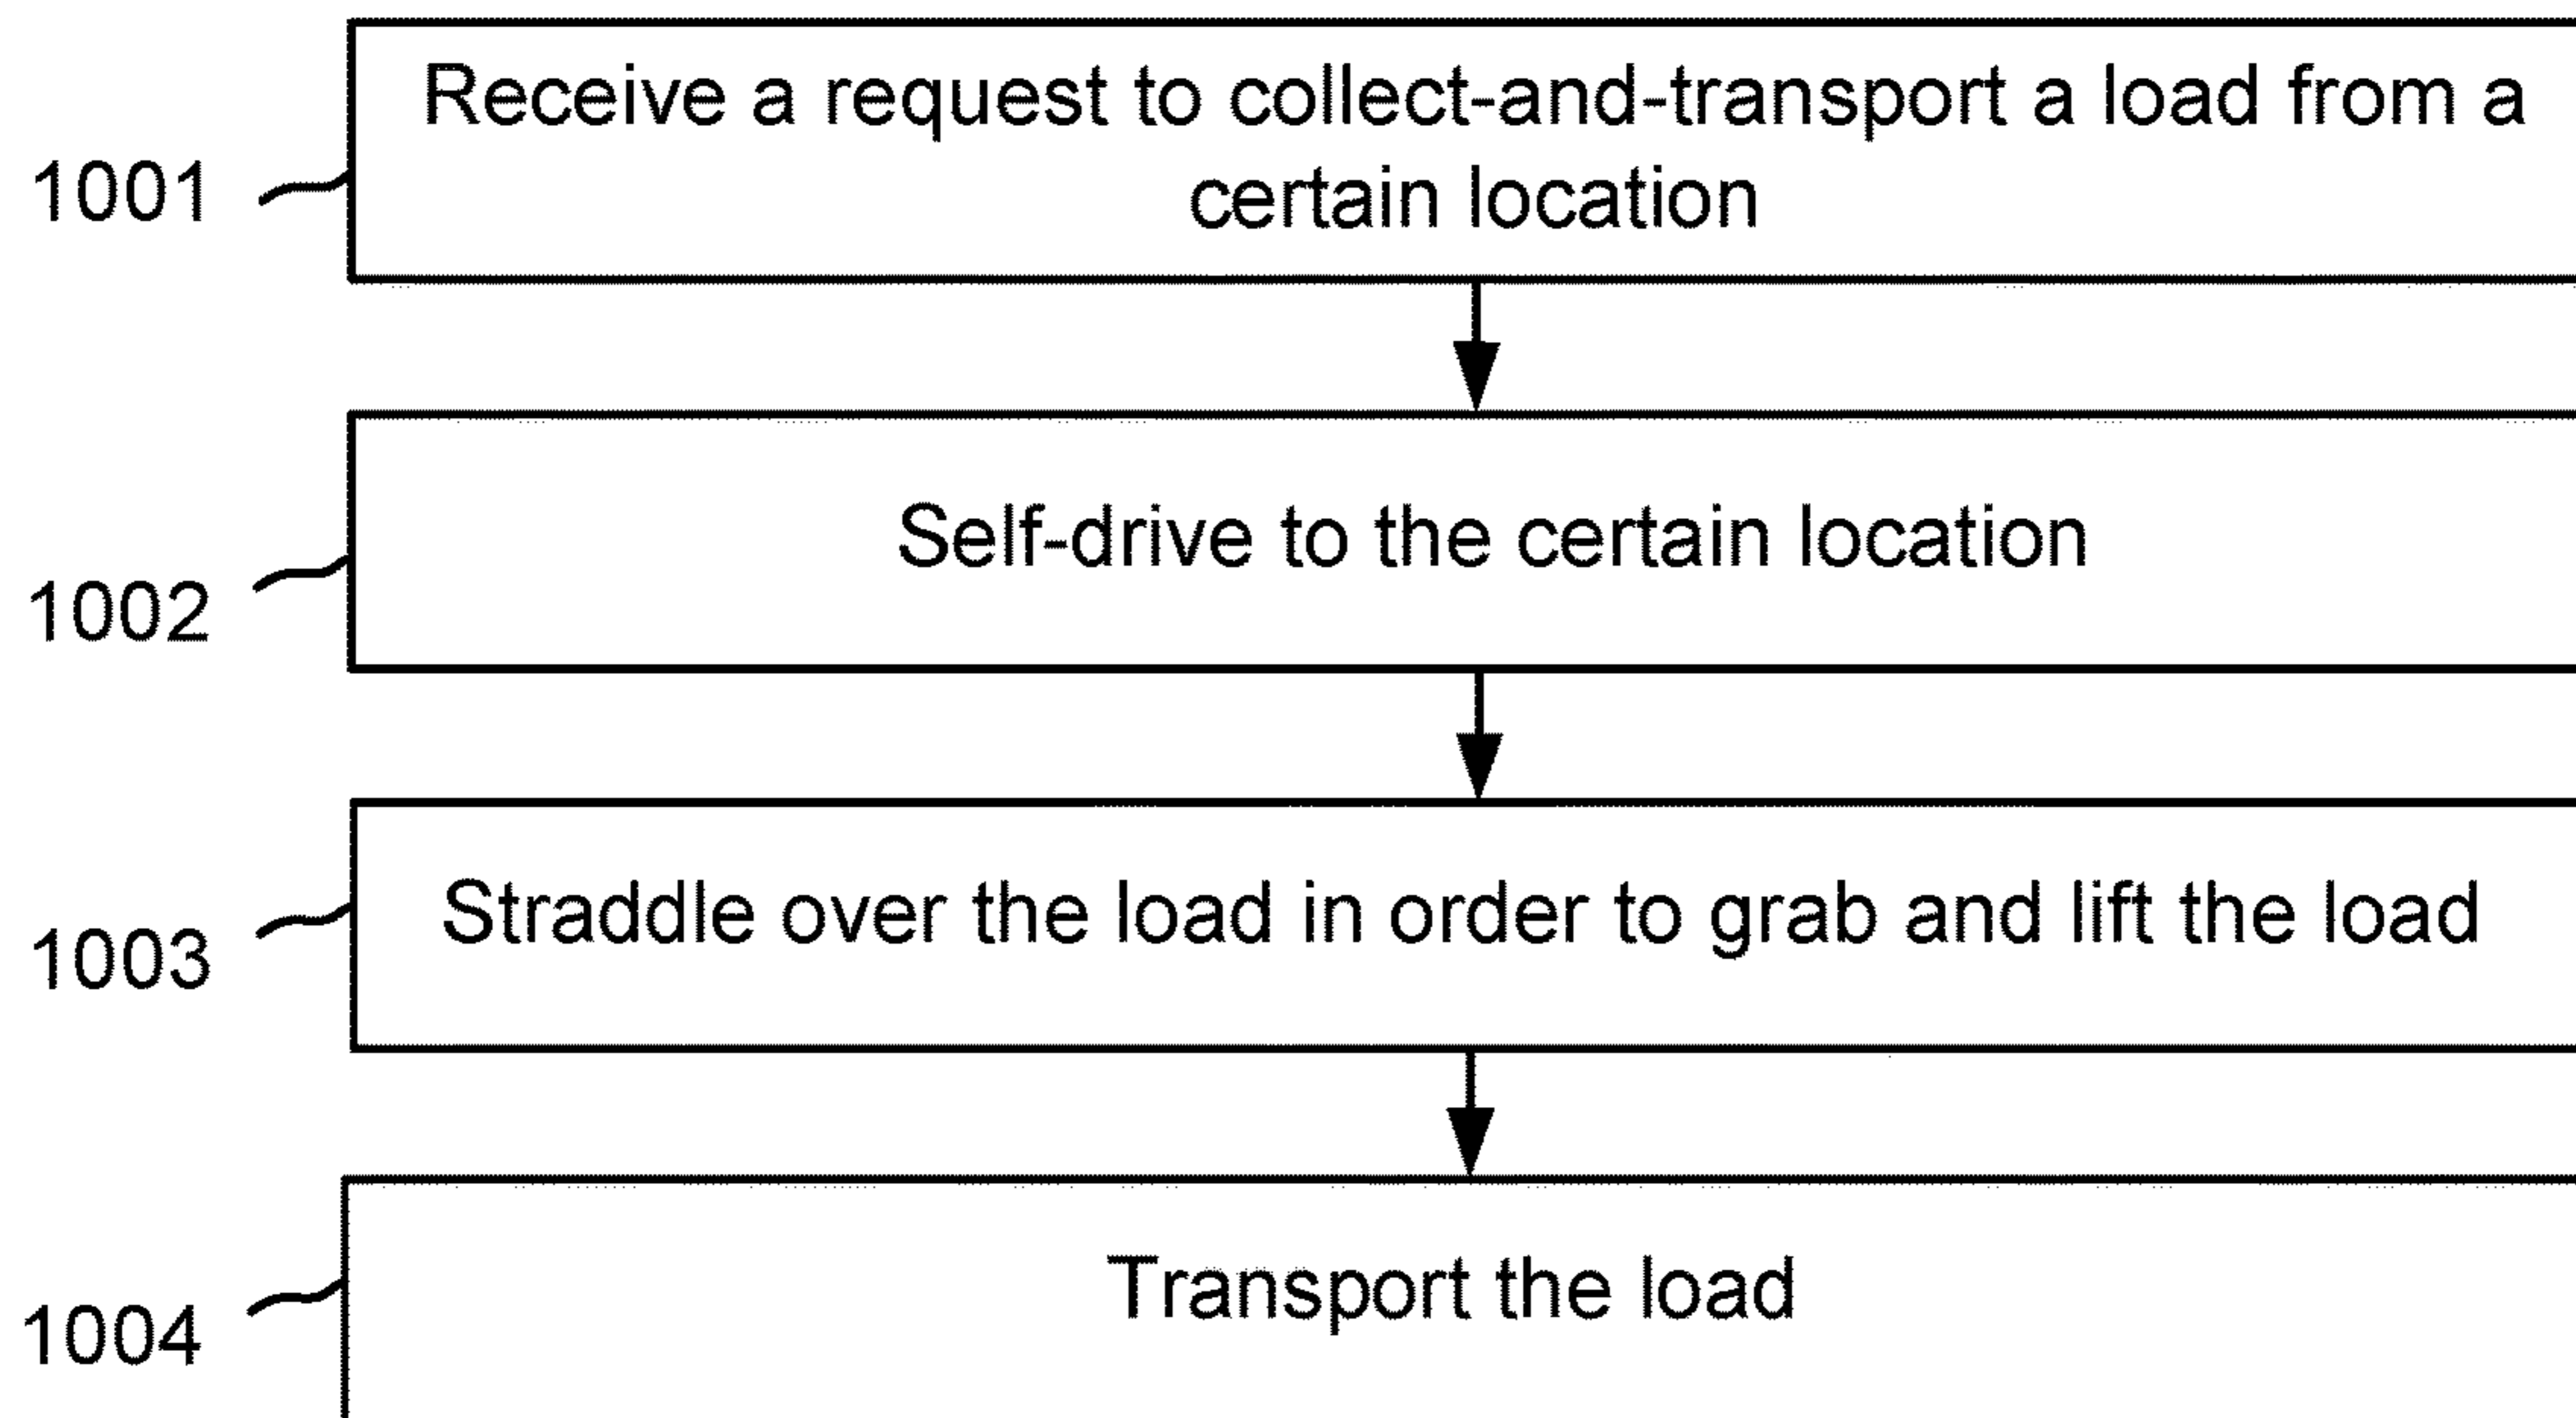 Receive a request to collect-and-transport a load from a
certain location
1001
Self-drive to the certain location
1002
Straddle over the load in order to grab and lift the load
1003
Transport the load
1004